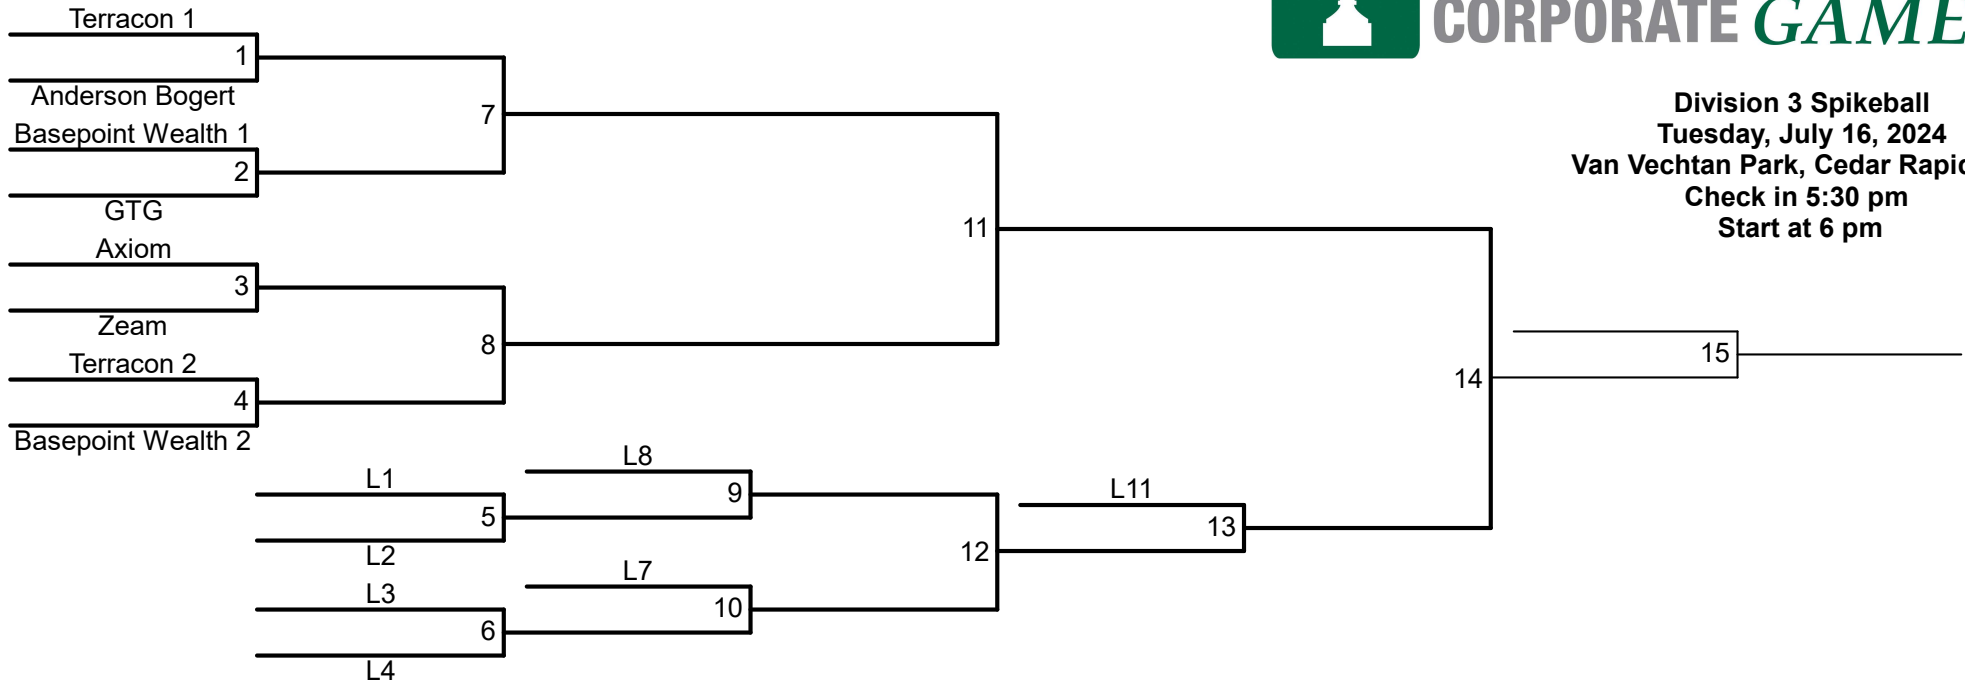 Terracon 1
1
Anderson Bogert
Basepoint Wealth 1
2
GTG
Axiom
3
Zeam
Terracon 2
4
Basepoint Wealth 2
7
8
11
L1
5
L2
L3
6
L4
L8
9
L7
10
12
L11
13
14
15
CORPORATE GAME
Division 3 Spikeball
Tuesday, July 16, 2024
Van Vechtan Park, Cedar Rapid
Check in 5:30 pm
Start at 6 pm